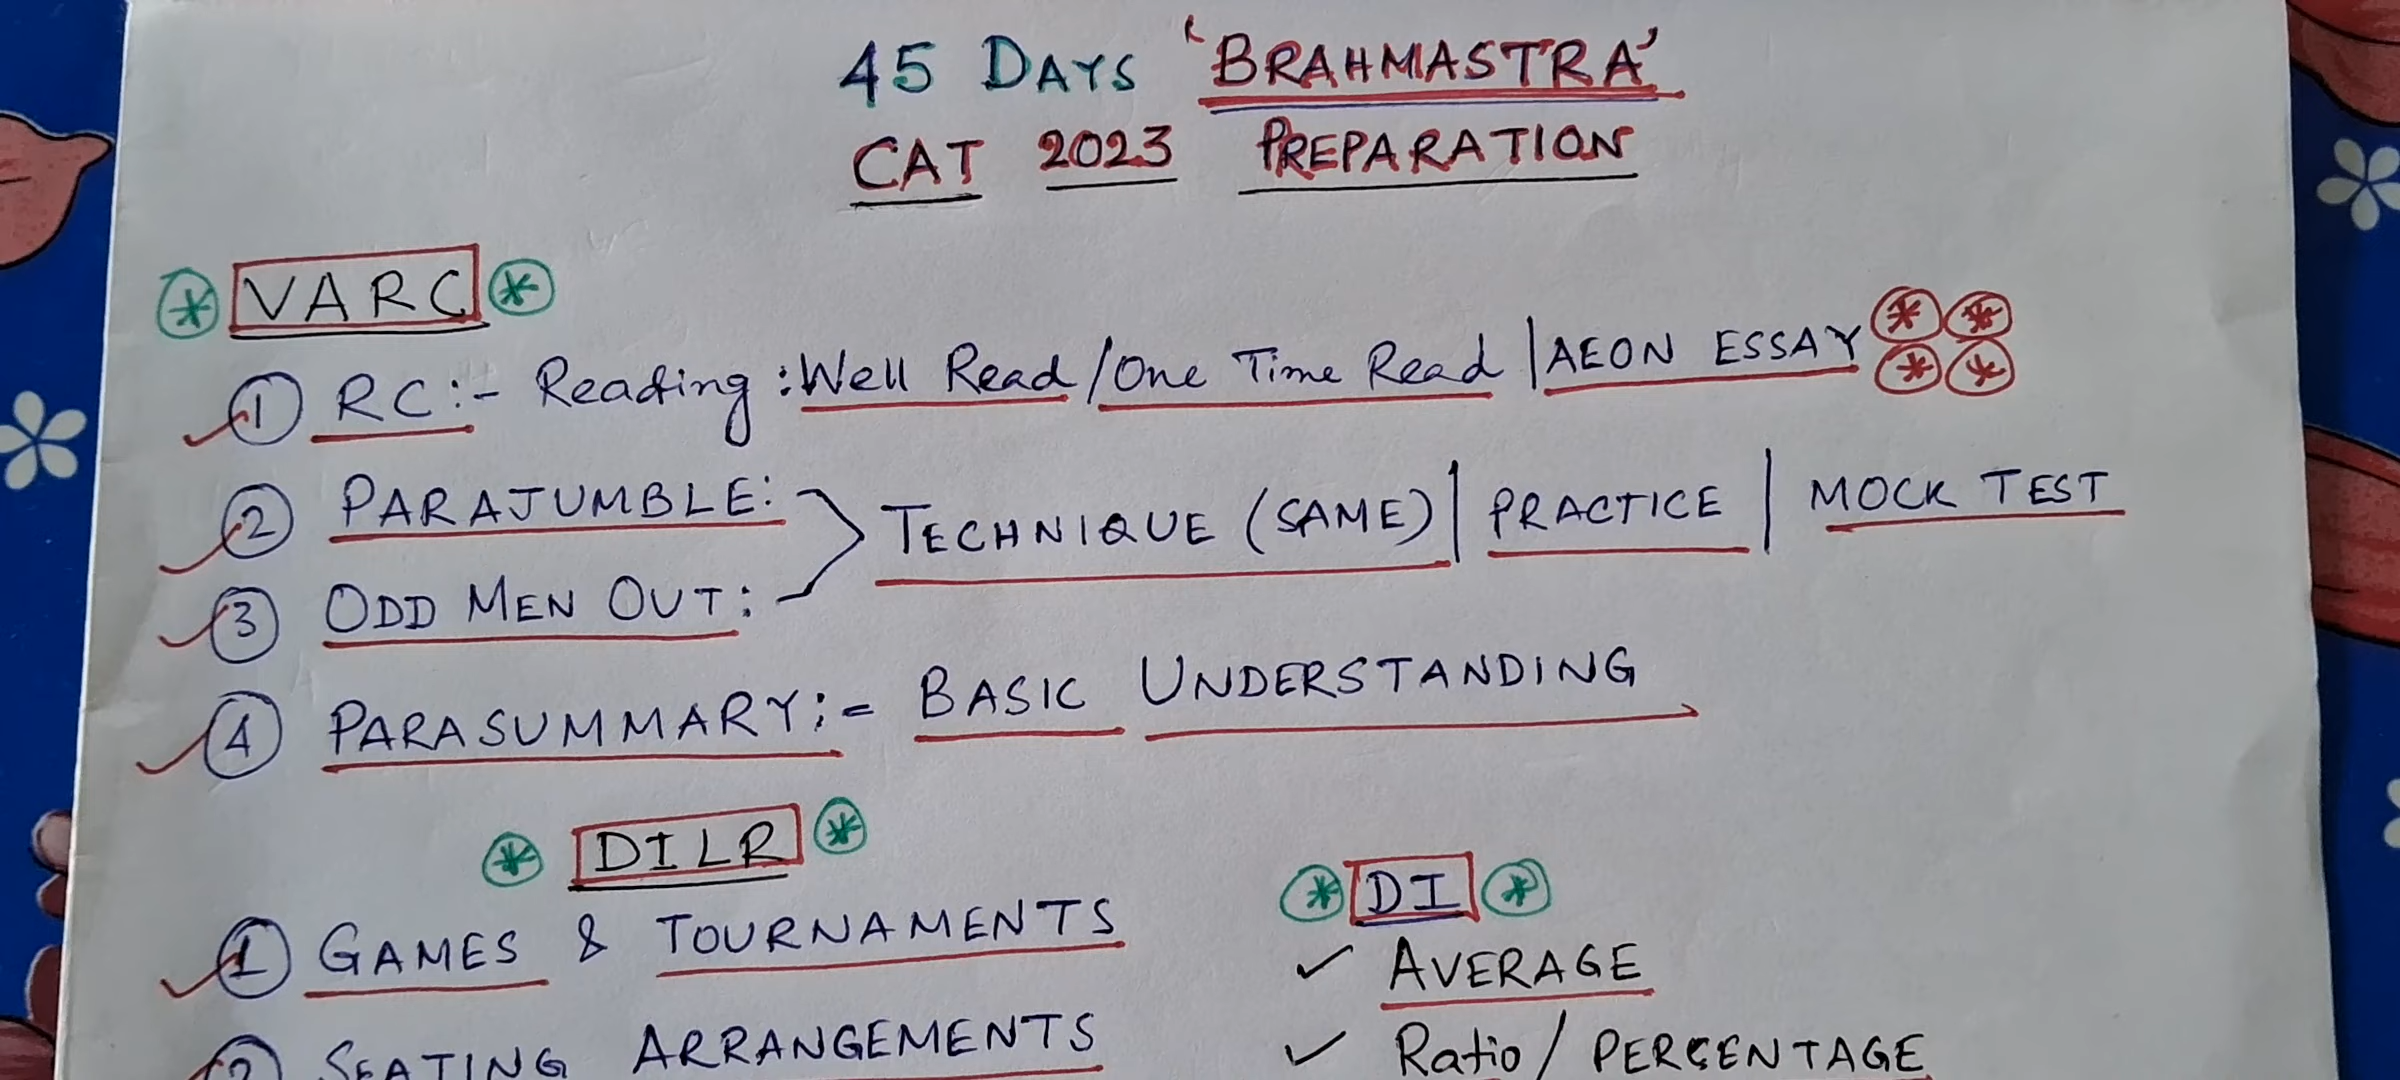 45 DAYS 'BRAHMASTRA'
CAT 2023 PREPARATION
* VARC *
① RC:- Reading: Well Read / One Time Read | AEON ESSAY * * * *
② PARAJUMBLE:
TECHNIQUE (SAME) | PRACTICE | MOCK TEST
③ ODD MEN OUT:
④ PARASUMMARY:- BASIC UNDERSTANDING
* DILR *
① GAMES & TOURNAMENTS
② SEATING ARRANGEMENTS
* DI *
✓ AVERAGE
✓ Ratio / PERCENTAGE